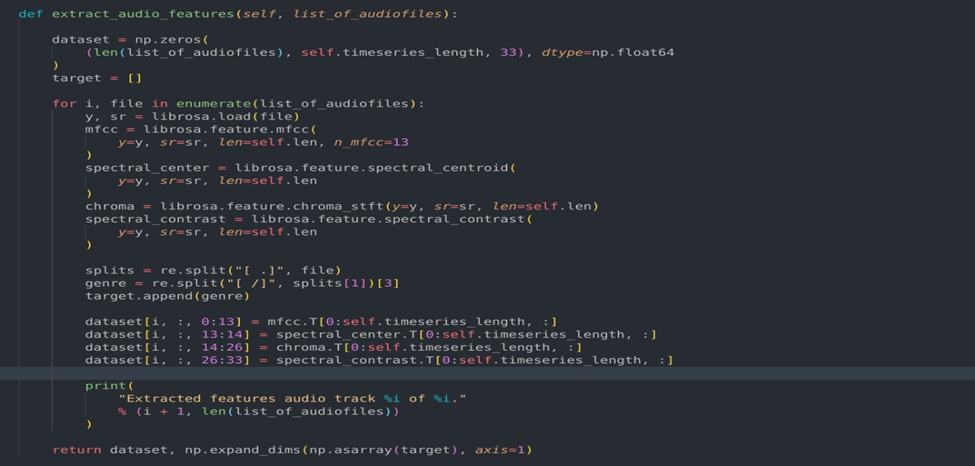 def extract_audio_features(self, list_of_audiofiles):
dataset = np.zeros(
(len(list_of_audiofiles), self.timeseries_length, 33), dtype=np.float64
)
target = []
for i, file in enumerate(list_of_audiofiles):
y, sr = librosa.load(file)
mfcc = librosa.feature.mfcc(
y=y, sr=sr, len=self.len, n_mfcc=13
)
spectral_center = librosa.feature.spectral_centroid(
y=y, sr=sr, len=self.len
)
chroma = librosa.feature.chroma_stft(y=y, sr=sr, len=self.len)
spectral_contrast = librosa.feature.spectral_contrast(
y=y, sr=sr, len=self.len
)
splits = re.split("[ .]", file)
genre = re.split("[ /]", splits[1])[3]
target.append(genre)
dataset[i, :, 0:13] = mfcc.T[0:self.timeseries_length, :]
dataset[i, :, 13:14] = spectral_center.T[0:self.timeseries_length, :]
dataset[i, :, 14:26] = chroma.T[0:self.timeseries_length, :]
dataset[i, :, 26:33] = spectral_contrast.T[0:self.timeseries_length, :]
print(
"Extracted features audio track %i of %i."
% (i + 1, len(list_of_audiofiles))
)
return dataset, np.expand_dims(np.asarray(target), axis=1)